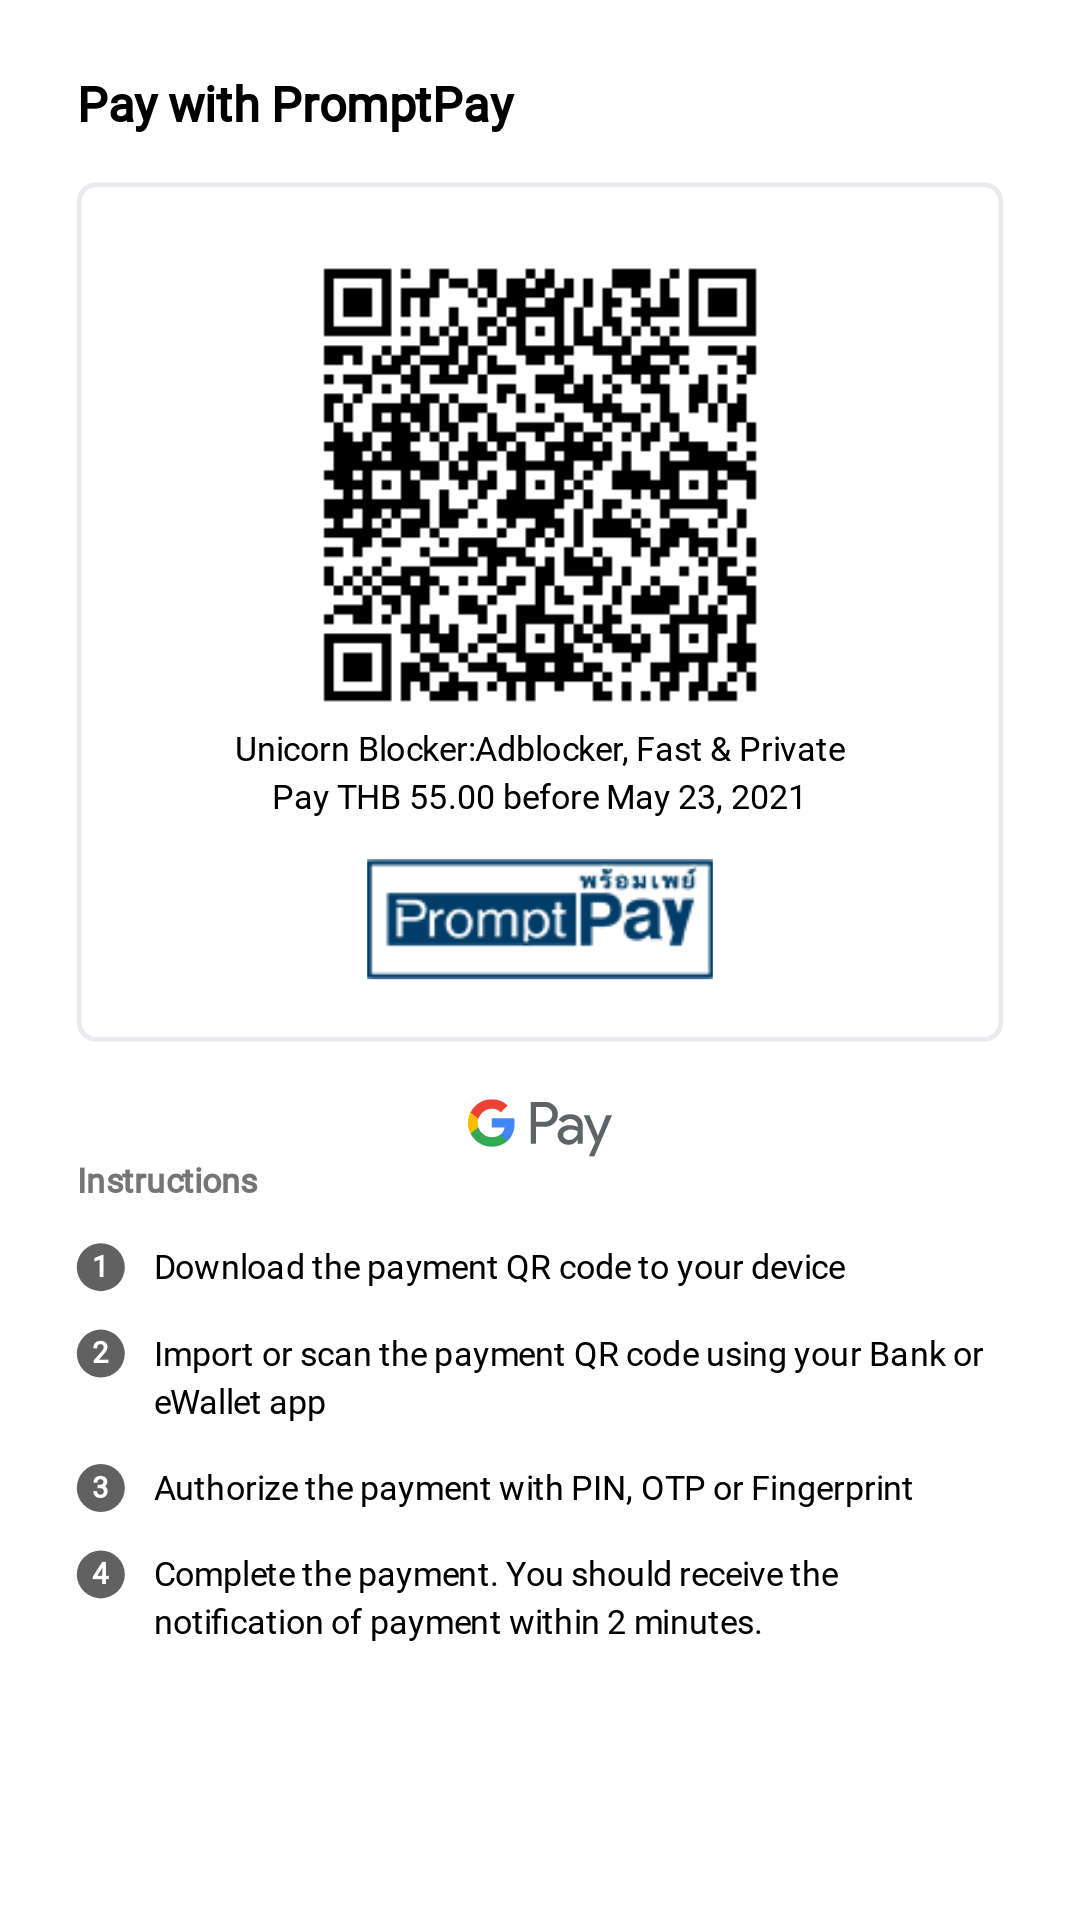 Pay with PromptPay
Unicorn Blocker:Adblocker, Fast & Private
Pay THB 55.00 before May 23, 2021
พร้อมเพย์
PromptPay
G Pay
Instructions
1 Download the payment QR code to your device
2 Import or scan the payment QR code using your Bank or
eWallet app
3 Authorize the payment with PIN, OTP or Fingerprint
4 Complete the payment. You should receive the
notification of payment within 2 minutes.